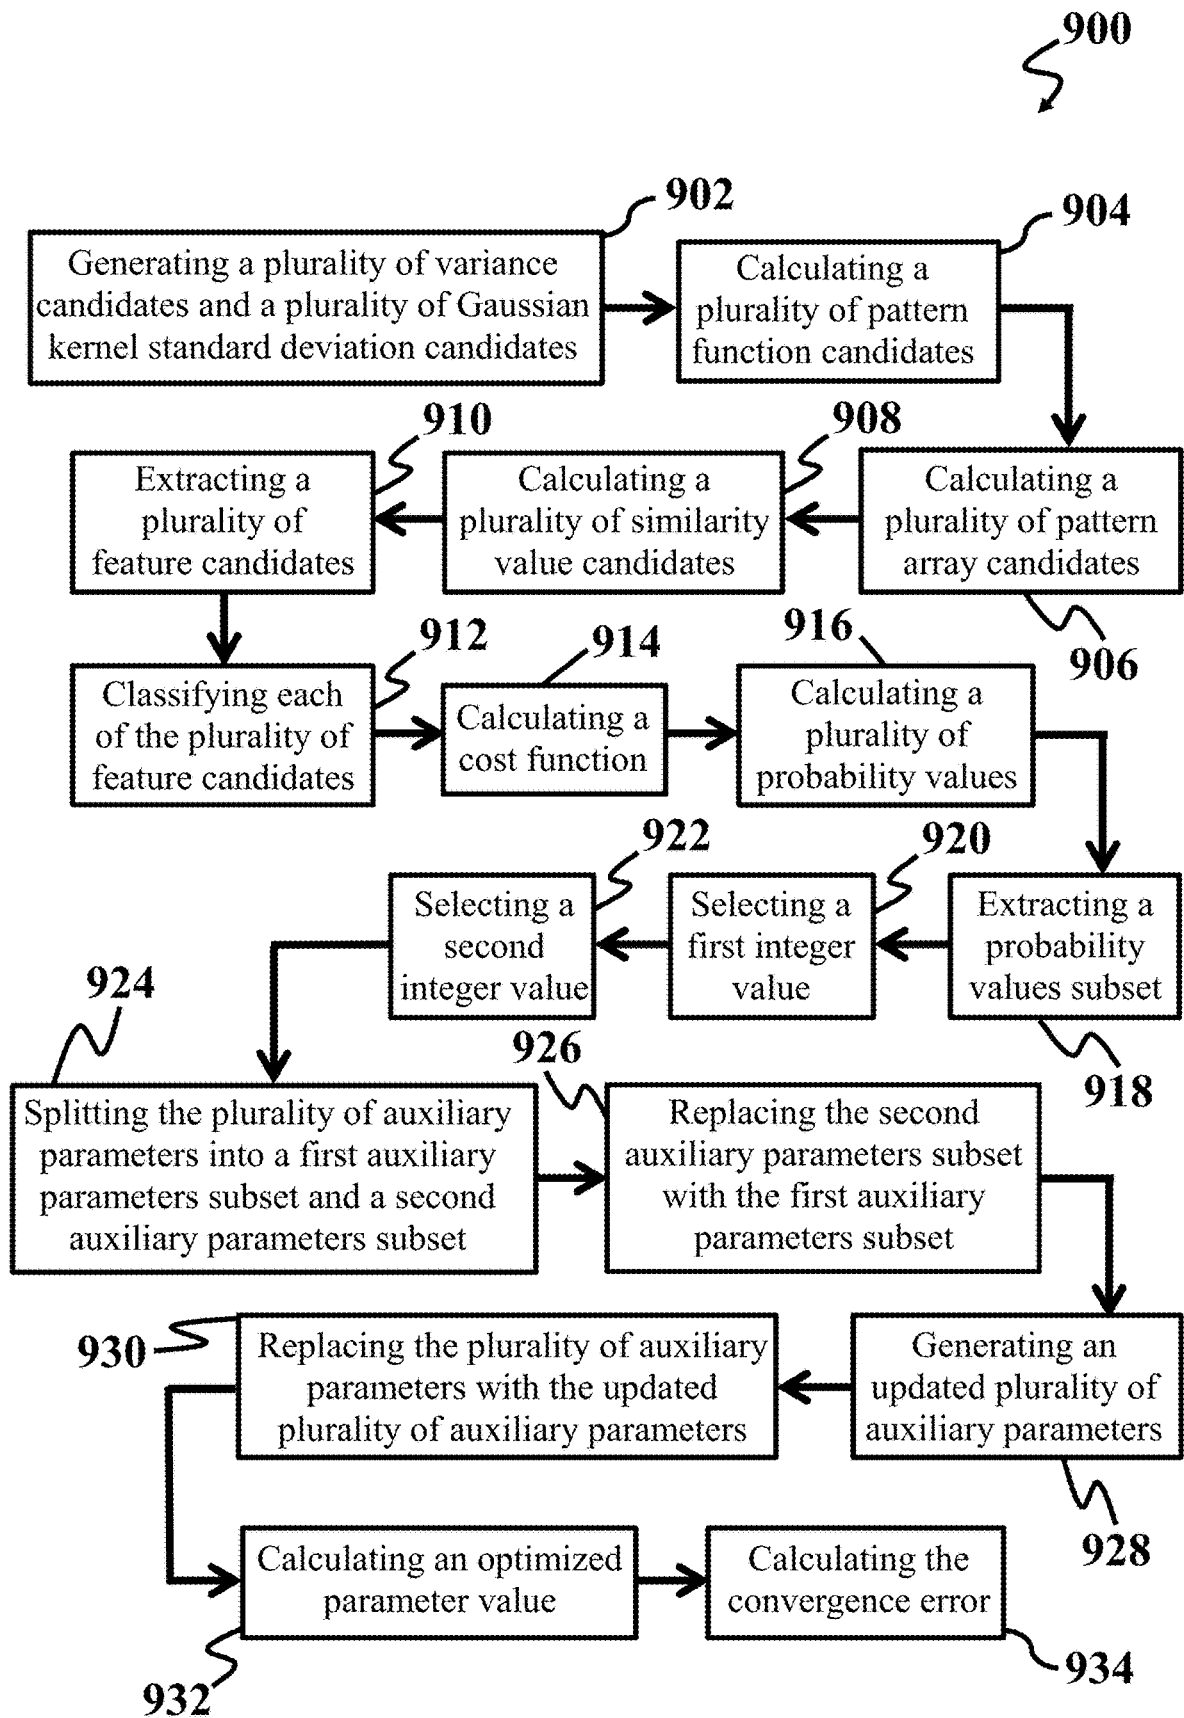 900
902
Generating a plurality of variance
candidates and a plurality of Gaussian
kernel standard deviation candidates
904
Calculating a
plurality of pattern
function candidates
906
Calculating a
plurality of pattern
array candidates
908
Calculating a
plurality of similarity
value candidates
910
Extracting a
plurality of
feature candidates
912
Classifying each
of the plurality of
feature candidates
914
Calculating a
cost function
916
Calculating a
plurality of
probability values
918
Extracting a
probability
values subset
920
Selecting a
first integer
value
922
Selecting a
second
integer value
924
Splitting the plurality of auxiliary
parameters into a first auxiliary
parameters subset and a second
auxiliary parameters subset
926
Replacing the second
auxiliary parameters subset
with the first auxiliary
parameters subset
928
Generating an
updated plurality of
auxiliary parameters
930
Replacing the plurality of auxiliary
parameters with the updated
plurality of auxiliary parameters
932
Calculating an optimized
parameter value
934
Calculating the
convergence error